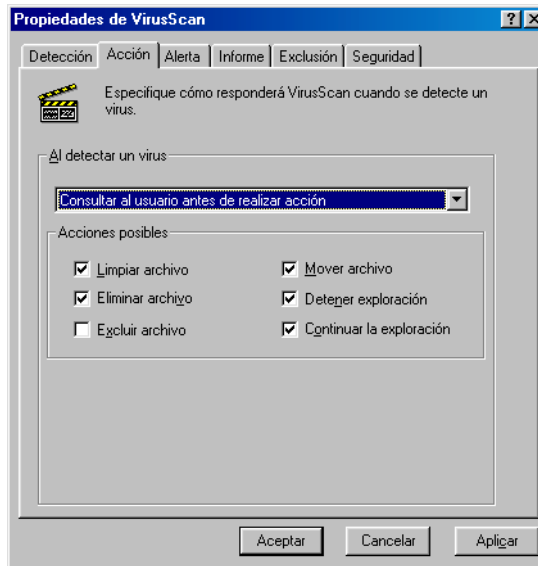 Propiedades de VirusScan
Detección Acción Alerta Informe Exclusión Seguridad
Especifique cómo responderá VirusScan cuando se detecte un
virus.
Al detectar un virus
Consultar al usuario antes de realizar acción
Acciones posibles
Limpiar archivo Mover archivo
Eliminar archivo Detener exploración
Excluir archivo Continuar la exploración
Aceptar Cancelar Aplicar